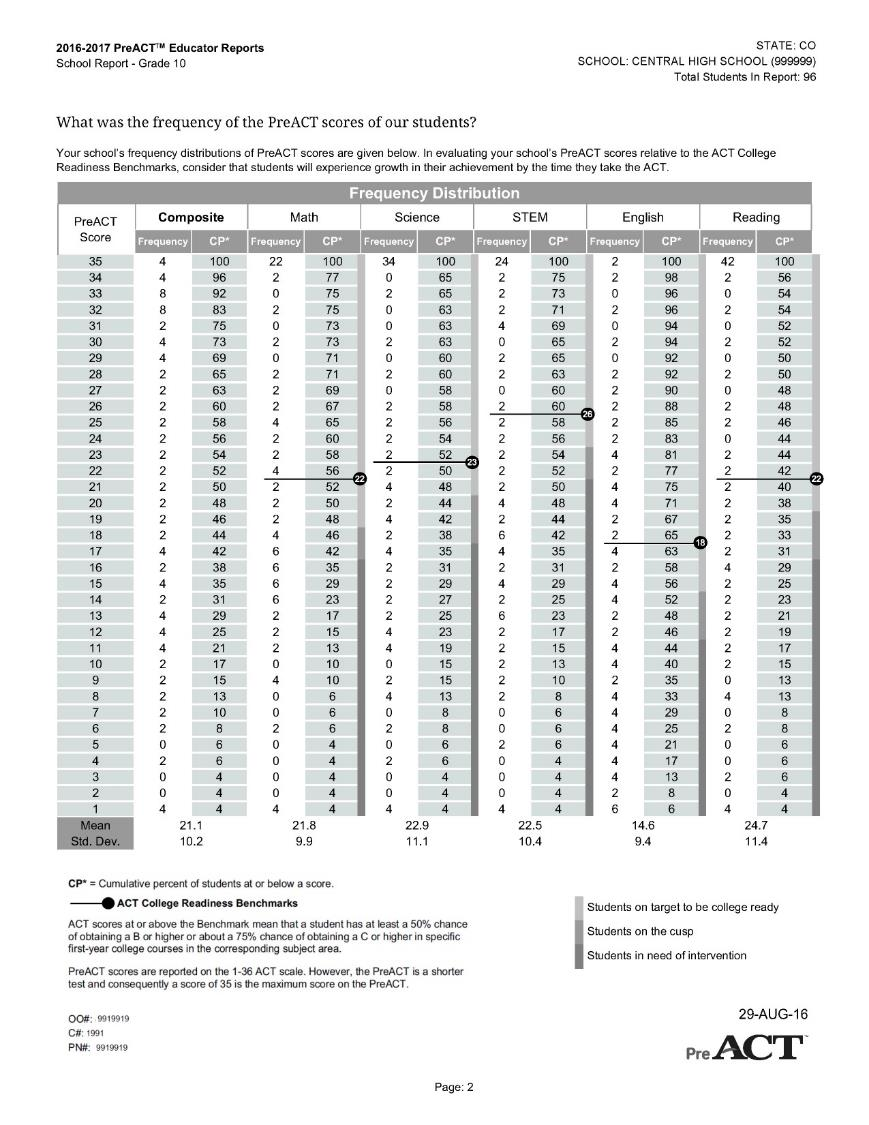 2016-2017 PreACT™ Educator Reports
School Report - Grade 10
STATE: CO
SCHOOL: CENTRAL HIGH SCHOOL (999999)
Total Students In Report: 96
What was the frequency of the PreACT scores of our students?
Your school's frequency distributions of PreACT scores are given below. In evaluating your school's PreACT scores relative to the ACT College
Readiness Benchmarks, consider that students will experience growth in their achievement by the time they take the ACT.
Frequency Distribution
PreACT Score Composite Math Science STEM English Reading
Frequency CP* Frequency CP* Frequency CP* Frequency CP* Frequency CP* Frequency CP*
35 4 100 22 100 34 100 24 100 2 100 42 100
34 4 96 2 77 0 65 2 75 2 98 2 56
33 8 92 0 75 2 65 2 73 0 96 0 54
32 8 83 2 75 0 63 2 71 2 96 2 54
31 2 75 0 73 0 63 4 69 0 94 0 52
30 4 73 2 73 2 63 0 65 2 94 2 52
29 4 69 0 71 0 60 2 65 0 92 0 50
28 2 65 2 71 2 60 2 63 2 92 2 50
27 2 63 2 69 0 58 0 60 2 90 0 48
26 2 60 2 67 2 58 2 60 2 88 2 48
26
25 2 58 4 65 2 56 2 58 2 85 2 46
24 2 56 2 60 2 54 2 56 2 83 0 44
23 2 54 2 58 2 52 2 54 4 81 2 44
23
22 2 52 4 56 2 50 2 52 2 77 2 42
22 22
21 2 50 2 52 4 48 2 50 4 75 2 40
20 2 48 2 50 2 44 4 48 4 71 2 38
19 2 46 2 48 4 42 2 44 2 67 2 35
18 2 44 4 46 2 38 6 42 2 65 2 33
18
17 4 42 6 42 4 35 4 35 4 63 2 31
16 2 38 6 35 2 31 2 31 2 58 4 29
15 4 35 6 29 2 29 4 29 4 56 2 25
14 2 31 6 23 2 27 2 25 4 52 2 23
13 4 29 2 17 2 25 6 23 2 48 2 21
12 4 25 2 15 4 23 2 17 2 46 2 19
11 4 21 2 13 4 19 2 15 4 44 2 17
10 2 17 0 10 0 15 2 13 4 40 2 15
9 2 15 4 10 2 15 2 10 2 35 0 13
8 2 13 0 6 4 13 2 8 4 33 4 13
7 2 10 0 6 0 8 0 6 4 29 0 8
6 2 8 2 6 2 8 0 6 4 25 2 8
5 0 6 0 4 0 6 2 6 4 21 0 6
4 2 6 0 4 2 6 0 4 4 17 0 6
3 0 4 0 4 0 4 0 4 4 13 2 6
2 0 4 0 4 0 4 0 4 2 8 0 4
1 4 4 4 4 4 4 4 4 6 6 4 4
Mean 21.1 21.8 22.9 22.5 14.6 24.7
Std. Dev. 10.2 9.9 11.1 10.4 9.4 11.4
CP* = Cumulative percent of students at or below a score.
ACT College Readiness Benchmarks
ACT scores at or above the Benchmark mean that a student has at least a 50% chance
of obtaining a B or higher or about a 75% chance of obtaining a C or higher in specific
first-year college courses in the corresponding subject area.
PreACT scores are reported on the 1-36 ACT scale. However, the PreACT is a shorter
test and consequently a score of 35 is the maximum score on the PreACT.
Students on target to be college ready
Students on the cusp
Students in need of intervention
OO#: 9919919
C#: 1991
PN#: 9919919
29-AUG-16
PreACT™
Page: 2